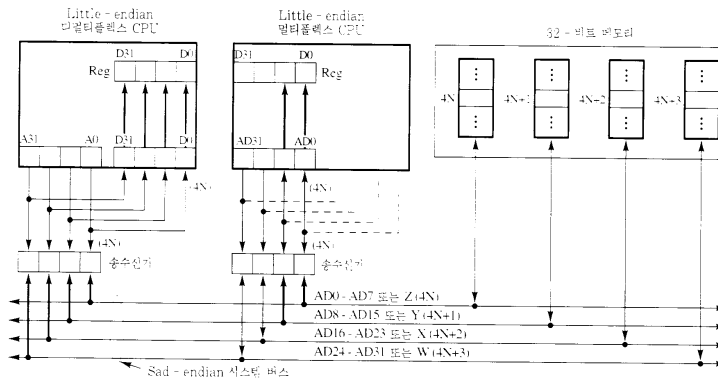 Little - endian
디멀티플렉스 CPU
D31 D0
Reg
A31 A0 D31 D0
(4N)
(4N)
송수신기
Little - endian
멀티플렉스 CPU
D31 D0
Reg
AD31 AD0
(4N)
(4N)
송수신기
32 - 비트 메모리
4N 4N+1 4N+2 4N+3
AD0 - AD7 또는 Z (4N)
AD8 - AD15 또는 Y (4N+1)
AD16 - AD23 또는 X (4N+2)
AD24 - AD31 또는 W (4N+3)
Sad - endian 시스템 버스